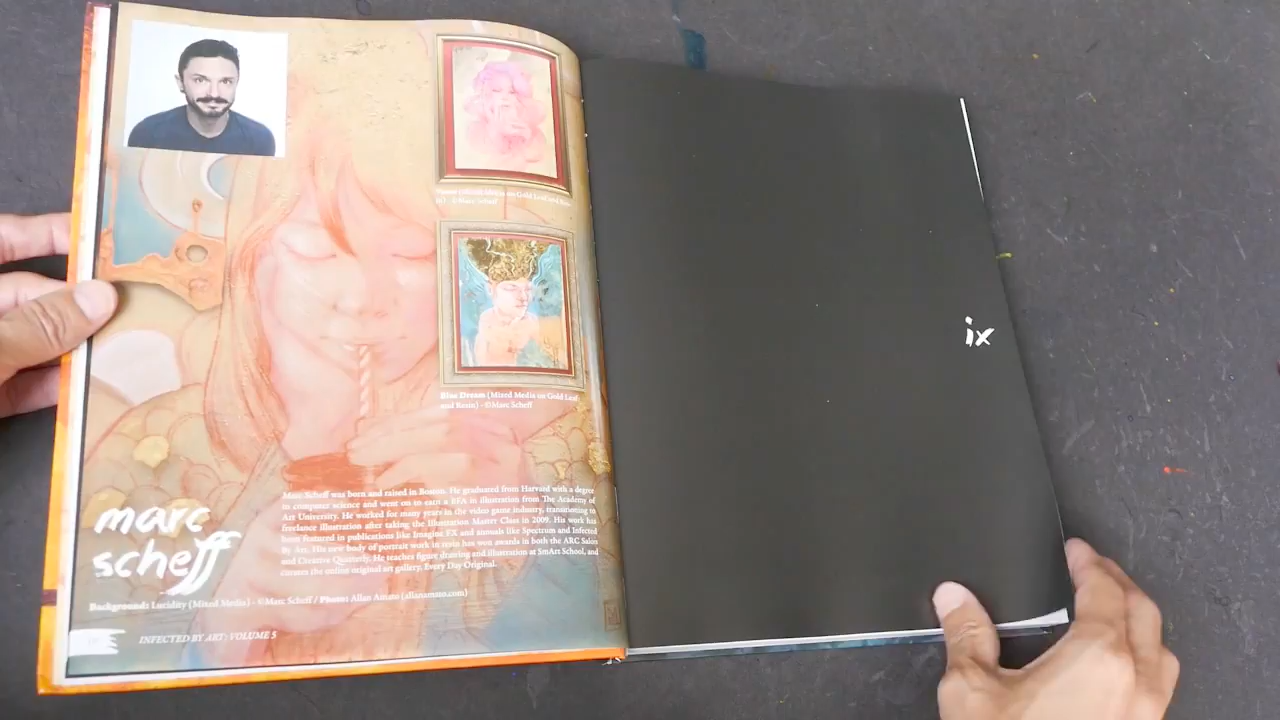 on Gold Leaf and
©Marc Scheff
Blue Dream (Mixed Media on Gold Leaf
and Resin) - ©Marc Scheff
Marc Scheff was born and raised in Boston. He graduated from Harvard with a degree
in computer science and went on to earn a BFA in illustration from The Academy of
Art University. He worked for many years in the video game industry, transitioning to
freelance illustration after taking the Illustration Master Class in 2009. His work has
been featured in publications like Imagine FX and annuals like Spectrum and Infected
By Art. His new body of portrait work in resin has won awards in both the ARC Salon
and Creative Quarterly. He teaches figure drawing and illustration at SmArt School, and
curates the online original art gallery, Every Day Original.
marc
scheff
Background: Lucidity (Mixed Media) - ©Marc Scheff / Photo: Allan Amato (allanamato.com)
INFECTED BY ART: VOLUME 5
ix